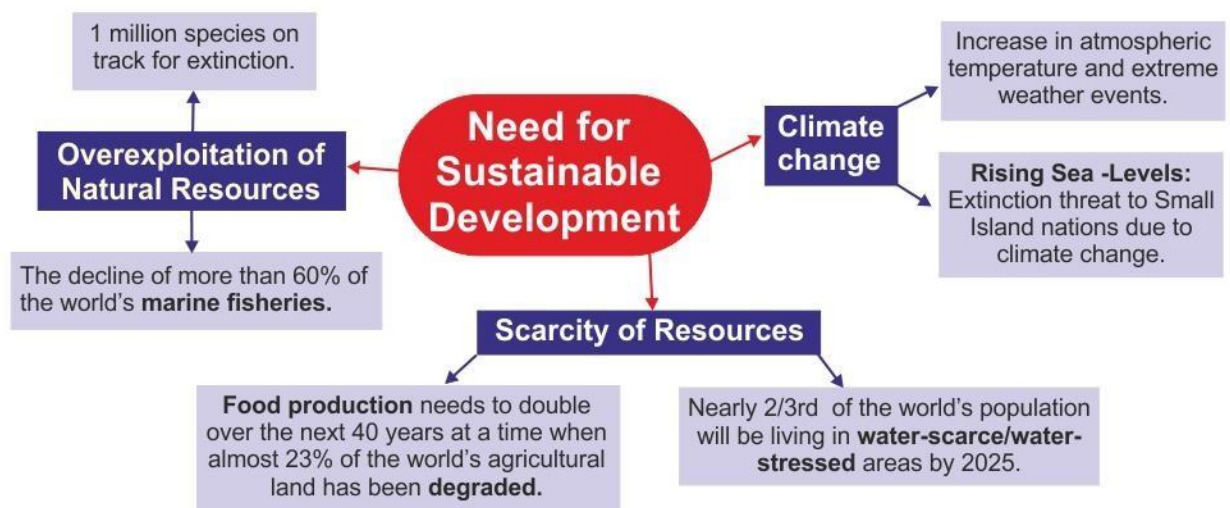 Need for
Sustainable
Development
Overexploitation of
Natural Resources
1 million species on
track for extinction.
The decline of more than 60% of
the world's marine fisheries.
Climate
change
Increase in atmospheric
temperature and extreme
weather events.
Rising Sea -Levels:
Extinction threat to Small
Island nations due to
climate change.
Scarcity of Resources
Food production needs to double
over the next 40 years at a time when
almost 23% of the world's agricultural
land has been degraded.
Nearly 2/3rd of the world's population
will be living in water-scarce/water-
stressed areas by 2025.